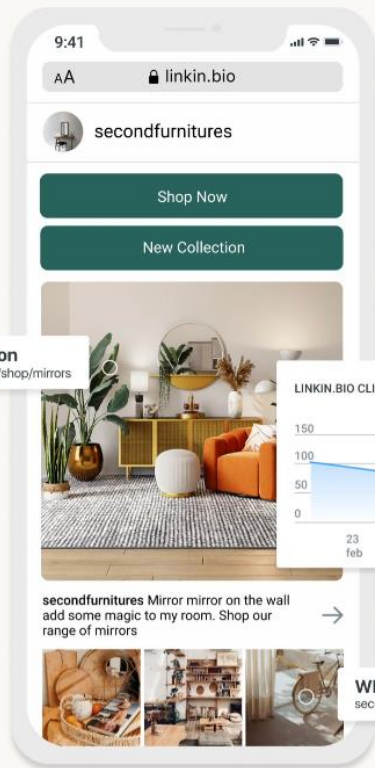 9:41
AA linkin.bio
secondfurnitures
Shop Now
New Collection
on
/shop/mirrors
LINKIN.BIO CLI
150
100
50
0
23
feb
secondfurnitures Mirror mirror on the wall
add some magic to my room. Shop our
range of mirrors